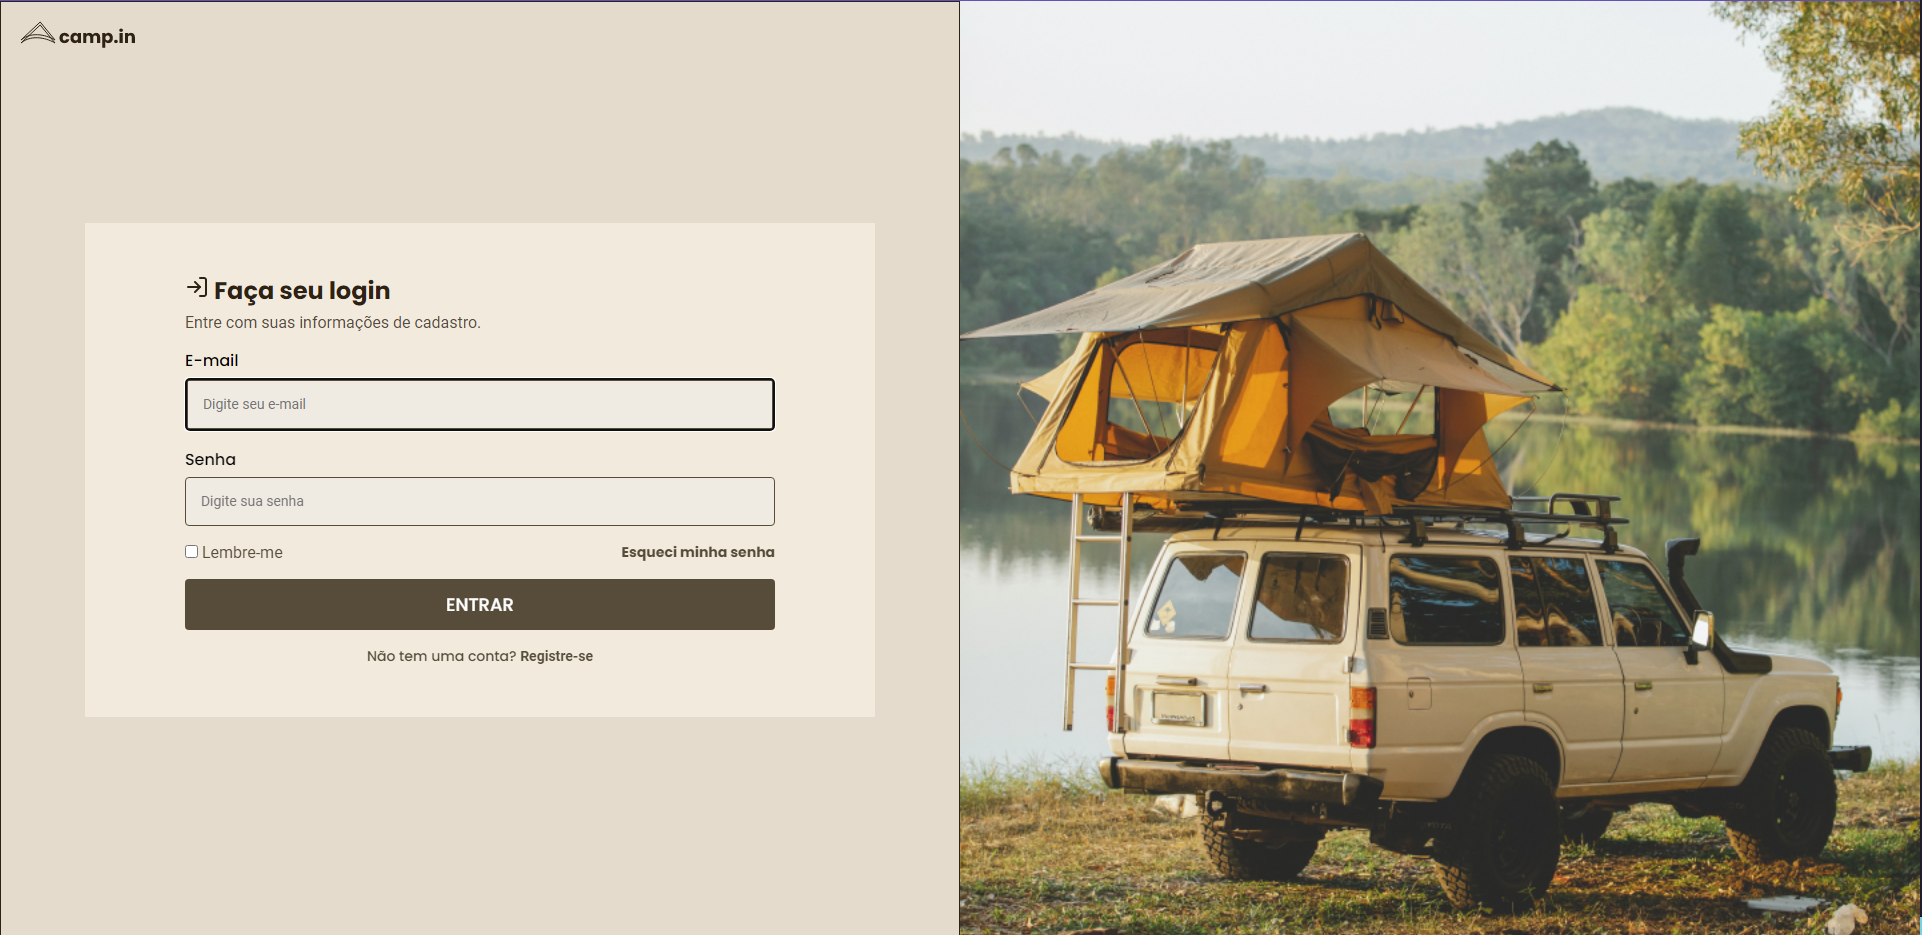 camp.in
Faça seu login
Entre com suas informações de cadastro.
E-mail
Digite seu e-mail
Senha
Digite sua senha
Lembre-me Esqueci minha senha
ENTRAR
Não tem uma conta? Registre-se